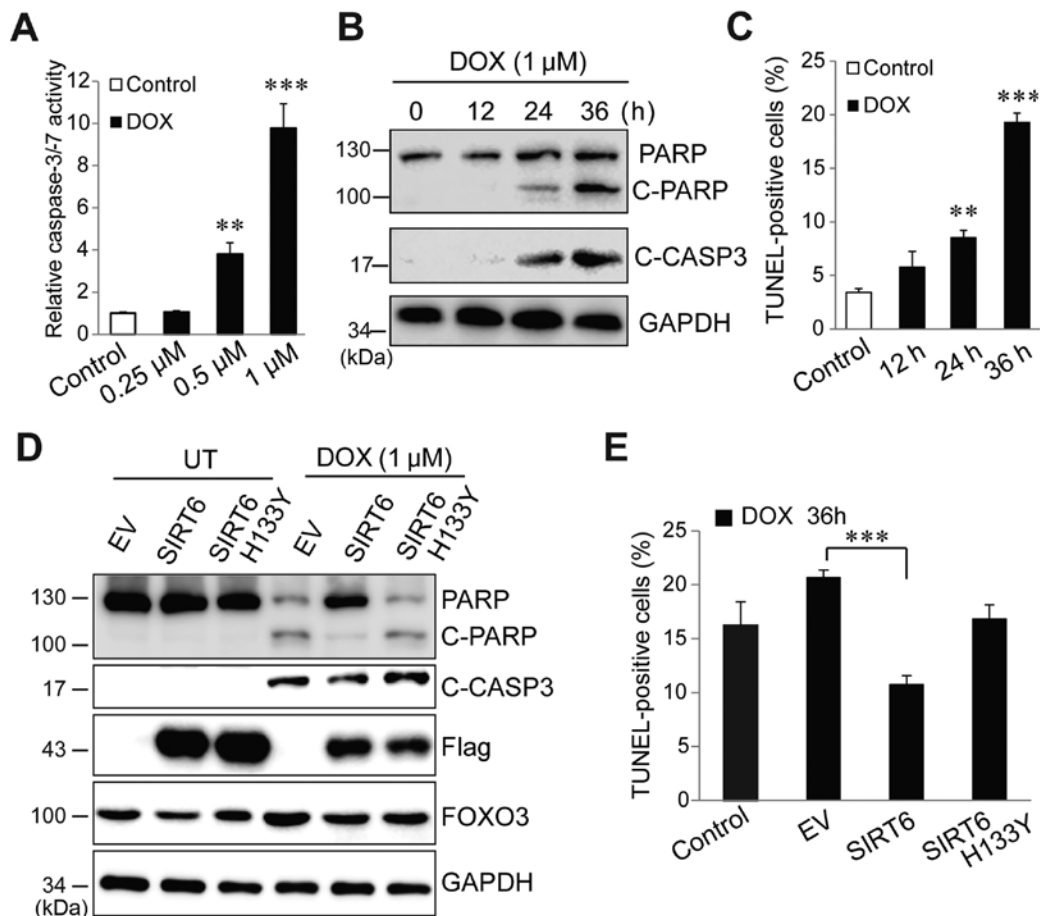 A
Relative caspase-3/-7 activity
12
10
8
6
4
2
0
Control
DOX
**
***
Control
0.25 µM
0.5 µM
1 µM
B
DOX (1 µM)
0 12 24 36 (h)
130
100
17
34
(kDa)
PARP
C-PARP
C-CASP3
GAPDH
C
TUNEL-positive cells (%)
25
20
15
10
5
0
Control
DOX
**
***
Control
12 h
24 h
36 h
D
UT DOX (1 µM)
EV
SIRT6
SIRT6
H133Y
EV
SIRT6
SIRT6
H133Y
130
100
17
43
100
34
(kDa)
PARP
C-PARP
C-CASP3
Flag
FOXO3
GAPDH
E
DOX 36h
TUNEL-positive cells (%)
25
20
15
10
5
0
***
Control
EV
SIRT6
SIRT6
H133Y